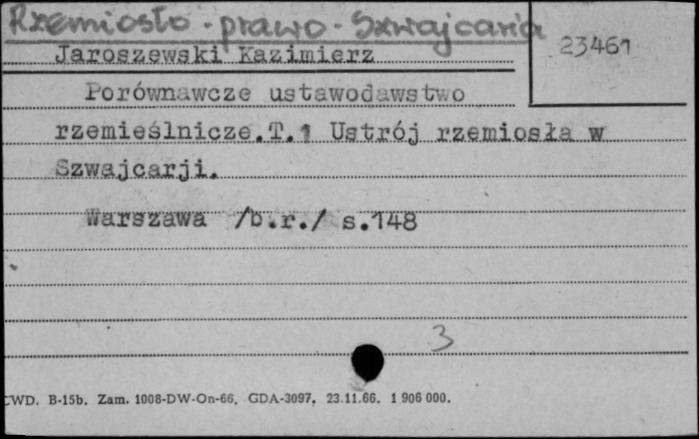 Rzemiosło - prawo - Szwajcaria
23461
Jaroszewski Kazimierz
Porównawcze ustawodawstwo
rzemieślnicze.T.1 Ustrój rzemiosła w
Szwajcarji.
Warszawa /b.r./ s.148
3
CWD. B-15b. Zam. 1008-DW-On-66. GDA-3097. 23.11.66. 1 906 000.